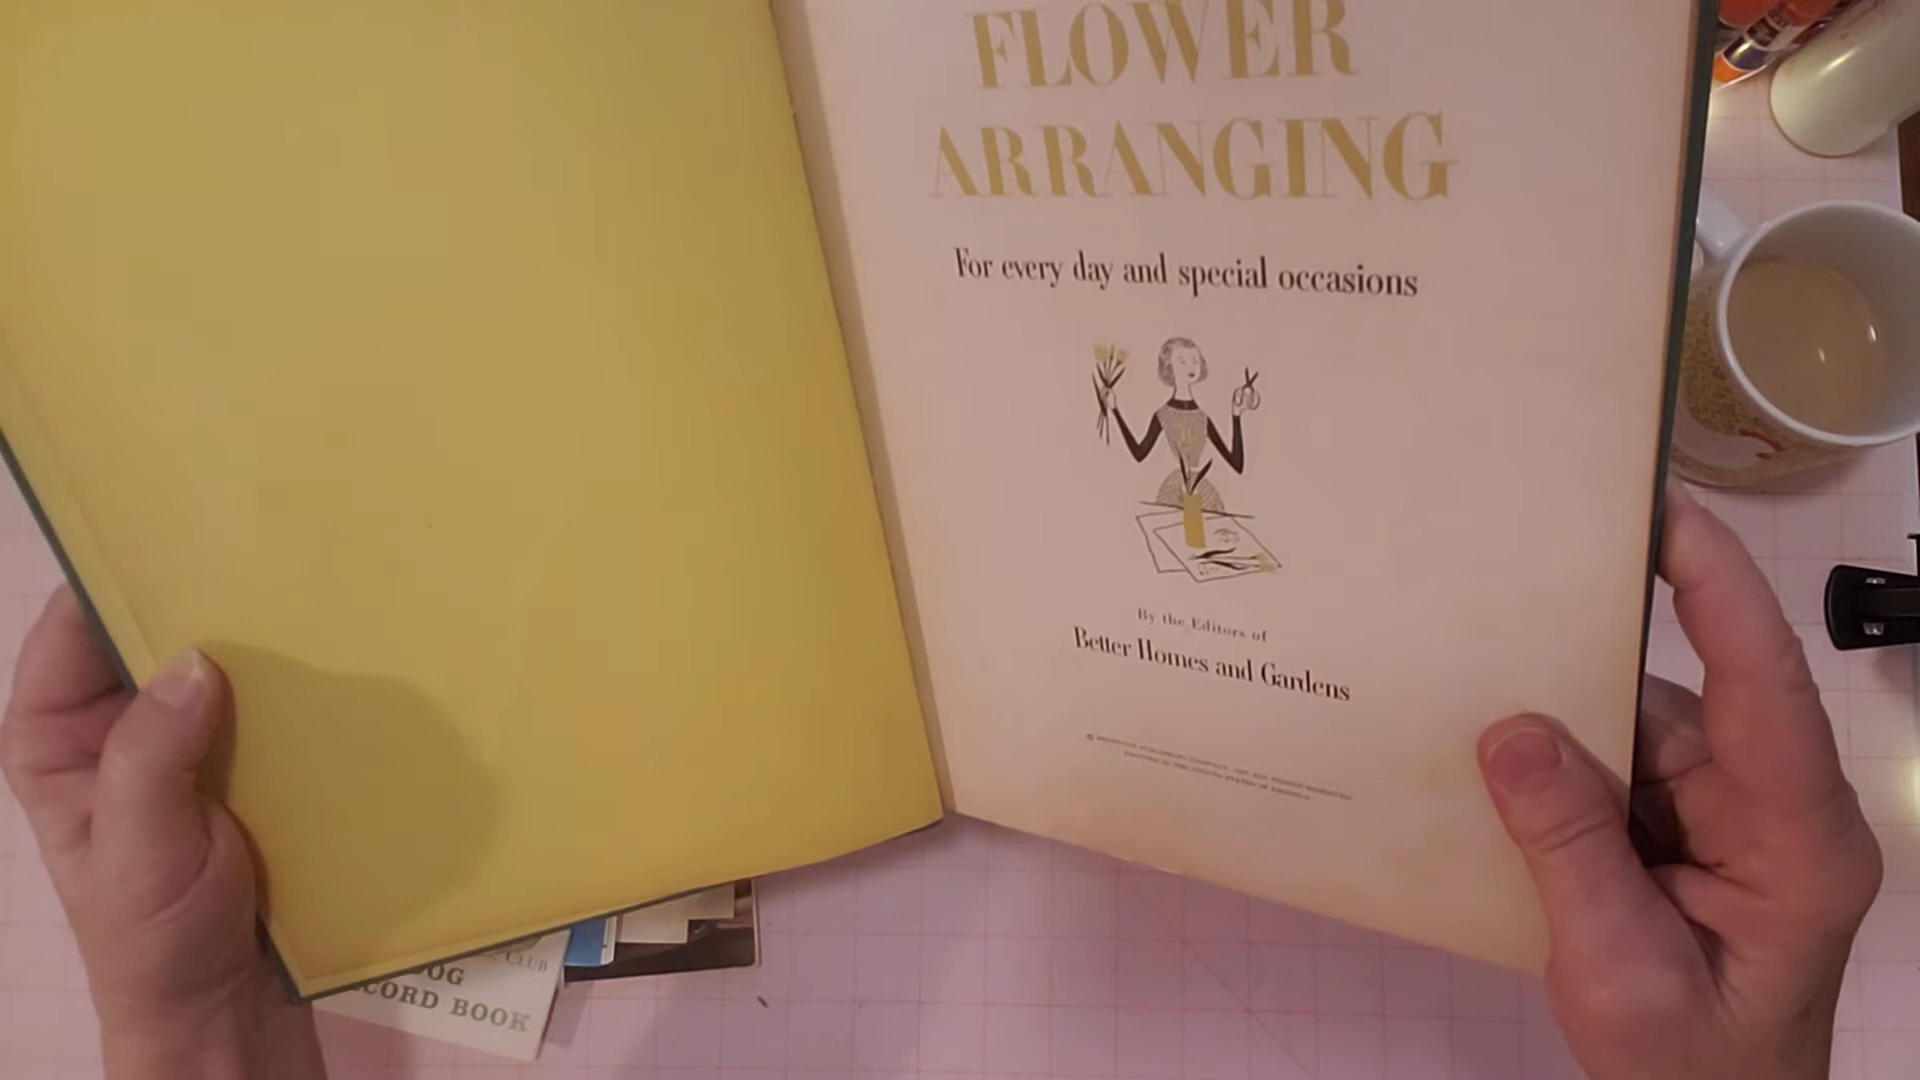 FLOWER
ARRANGING
For every day and special occasions
By the Editors of
Better Homes and Gardens
CLUB
DOG
CORD BOOK